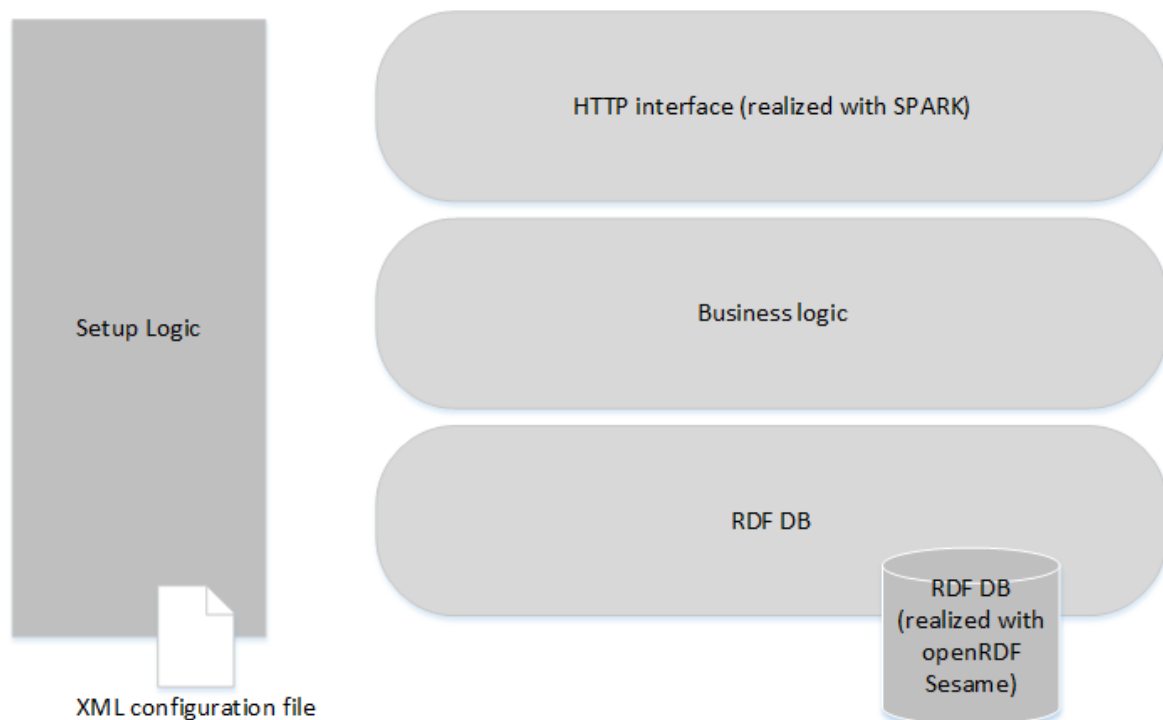 HTTP interface (realized with SPARK)
Setup Logic
Business logic
RDF DB
RDF DB
(realized with
openRDF
Sesame)
XML configuration file